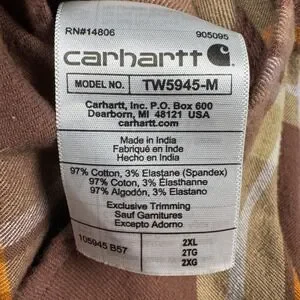 RN#14806 905095
carhartt
MODEL NO. TW5945-M
Carhartt, Inc. P.O. Box 600
Dearborn, MI 48121 USA
carhartt.com
Made in India
Fabriqué en Inde
Hecho en India
97% Cotton, 3% Elastane (Spandex)
97% Coton, 3% Élasthanne
97% Algodón, 3% Elastano
Exclusive Trimming
Sauf Garnitures
Excepto Adorno
105945 B57
2XL
2TG
2XG